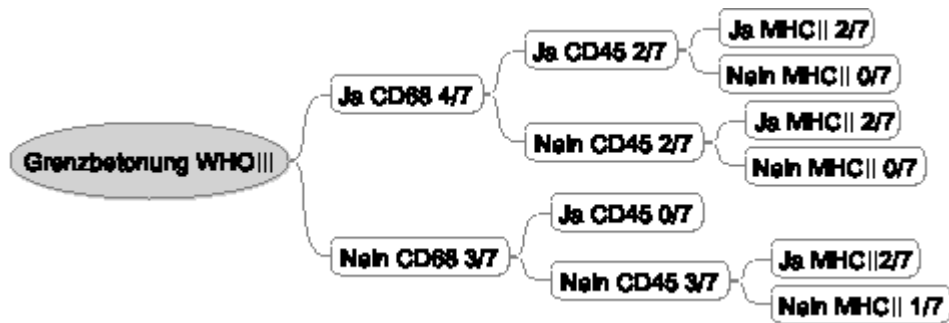 Grenzbetonung WHO|||
Ja CD68 4/7
Ja CD45 2/7
Ja MHC|| 2/7
Nein MHC|| 0/7
Nein CD45 2/7
Ja MHC|| 2/7
Nein MHC|| 0/7
Nein CD68 3/7
Ja CD45 0/7
Nein CD45 3/7
Ja MHC||2/7
Nein MHC|| 1/7